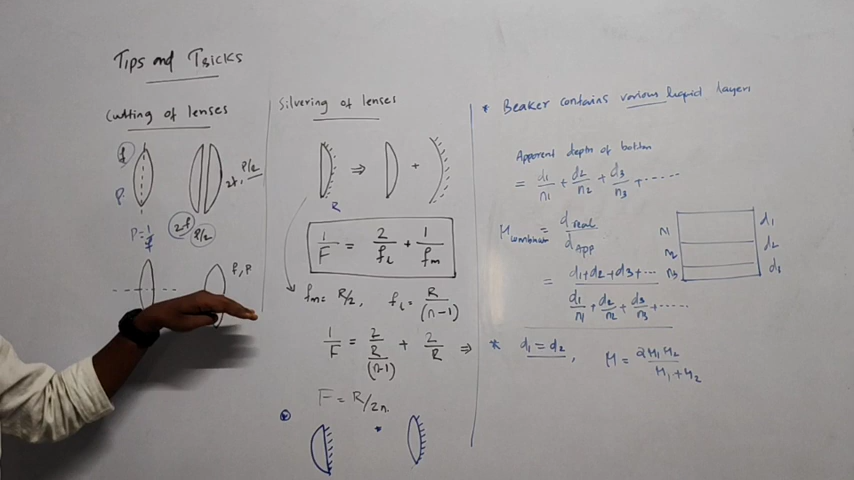 Tips and Tricks
Cutting of lenses
f
P
P = 1/f
2f, P/2
2f
P/2
f, P
Silvering of lenses
R
⇒ +
1/F = 2/fL + 1/fm
fm = R/2, fL = R/(n-1)
1/F = 2/(R/(n-1)) + 2/R ⇒
F = R/2n.
* Beaker contains various liquid layers
Apparent depth of bottom
= d1/n1 + d2/n2 + d3/n3 + -----
μcombination = dreal/dApp
= (d1+d2+d3+---)/(d1/n1 + d2/n2 + d3/n3 + -----)
n1 d1
n2 d2
n3 d3
* d1 = d2, μ = 2μ1μ2/(μ1+μ2)